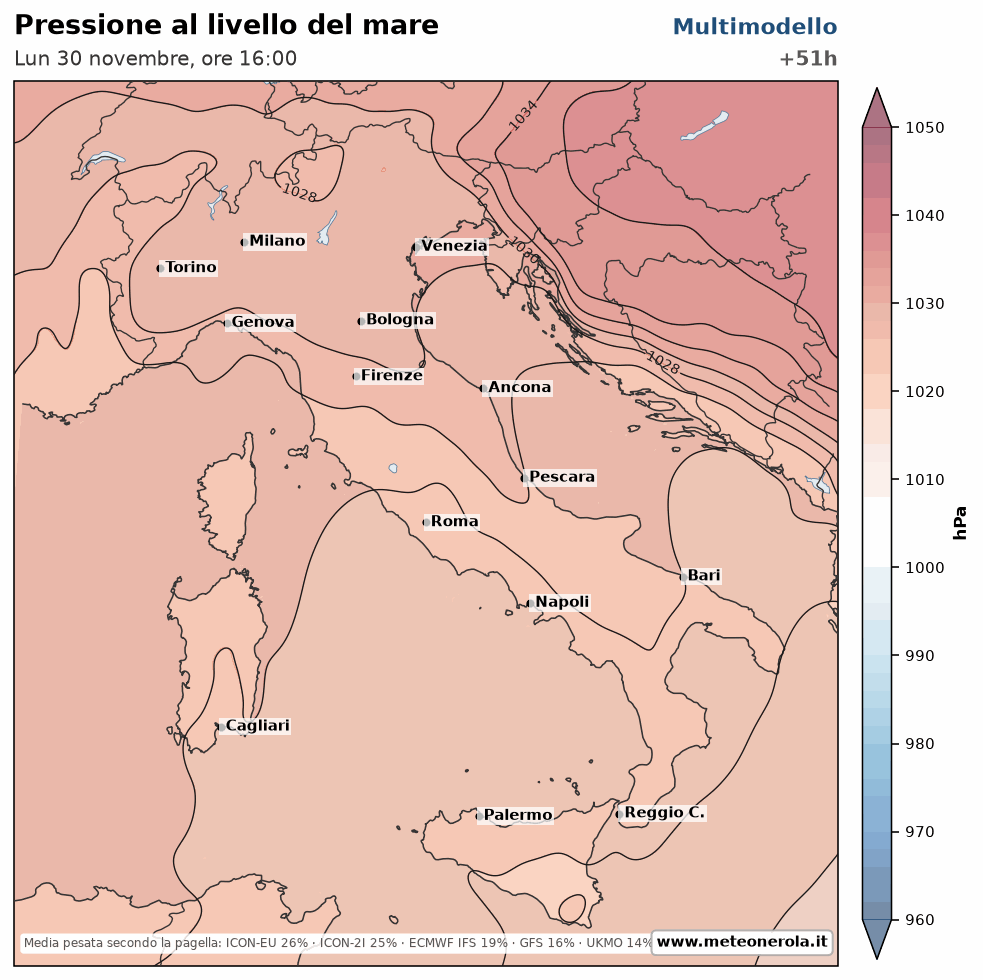 Pressione al livello del mare
Multimodello
Lun 30 novembre, ore 16:00
+51h
1034
1028
1030
1028
Milano
Venezia
Torino
Genova
Bologna
Firenze
Ancona
Pescara
Roma
Bari
Napoli
Cagliari
Palermo
Reggio C.
1050
1040
1030
1020
1010
1000
990
980
970
960
hPa
Media pesata secondo la pagella: ICON-EU 26% · ICON-2I 25% · ECMWF IFS 19% · GFS 16% · UKMO 14%
www.meteonerola.it